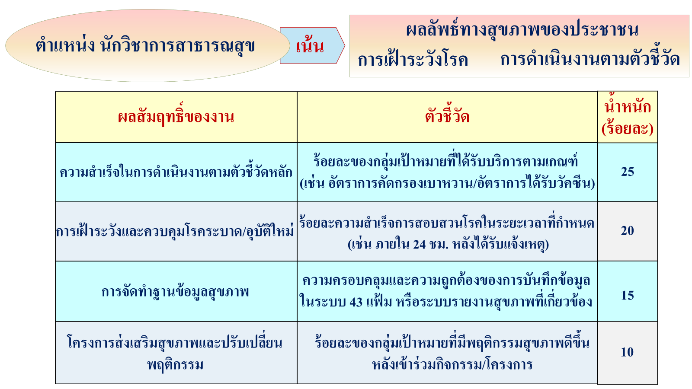 ตำแหน่ง นักวิชาการสาธารณสุข
เน้น
ผลลัพธ์ทางสุขภาพของประชาชน
การเฝ้าระวังโรค การดำเนินงานตามตัวชี้วัด
ผลสัมฤทธิ์ของงาน
ตัวชี้วัด
น้ำหนัก
(ร้อยละ)
ความสำเร็จในการดำเนินงานตามตัวชี้วัดหลัก
ร้อยละของกลุ่มเป้าหมายที่ได้รับบริการตามเกณฑ์
(เช่น อัตราการคัดกรองเบาหวาน/อัตราการได้รับวัคซีน)
25
การเฝ้าระวังและควบคุมโรคระบาด/อุบัติใหม่
ร้อยละความสำเร็จการสอบสวนโรคในระยะเวลาที่กำหนด
(เช่น ภายใน 24 ชม. หลังได้รับแจ้งเหตุ)
20
การจัดทำฐานข้อมูลสุขภาพ
ความครอบคลุมและความถูกต้องของการบันทึกข้อมูล
ในระบบ 43 แฟ้ม หรือระบบรายงานสุขภาพที่เกี่ยวข้อง
15
โครงการส่งเสริมสุขภาพและปรับเปลี่ยน
พฤติกรรม
ร้อยละของกลุ่มเป้าหมายที่มีพฤติกรรมสุขภาพดีขึ้น
หลังเข้าร่วมกิจกรรม/โครงการ
10